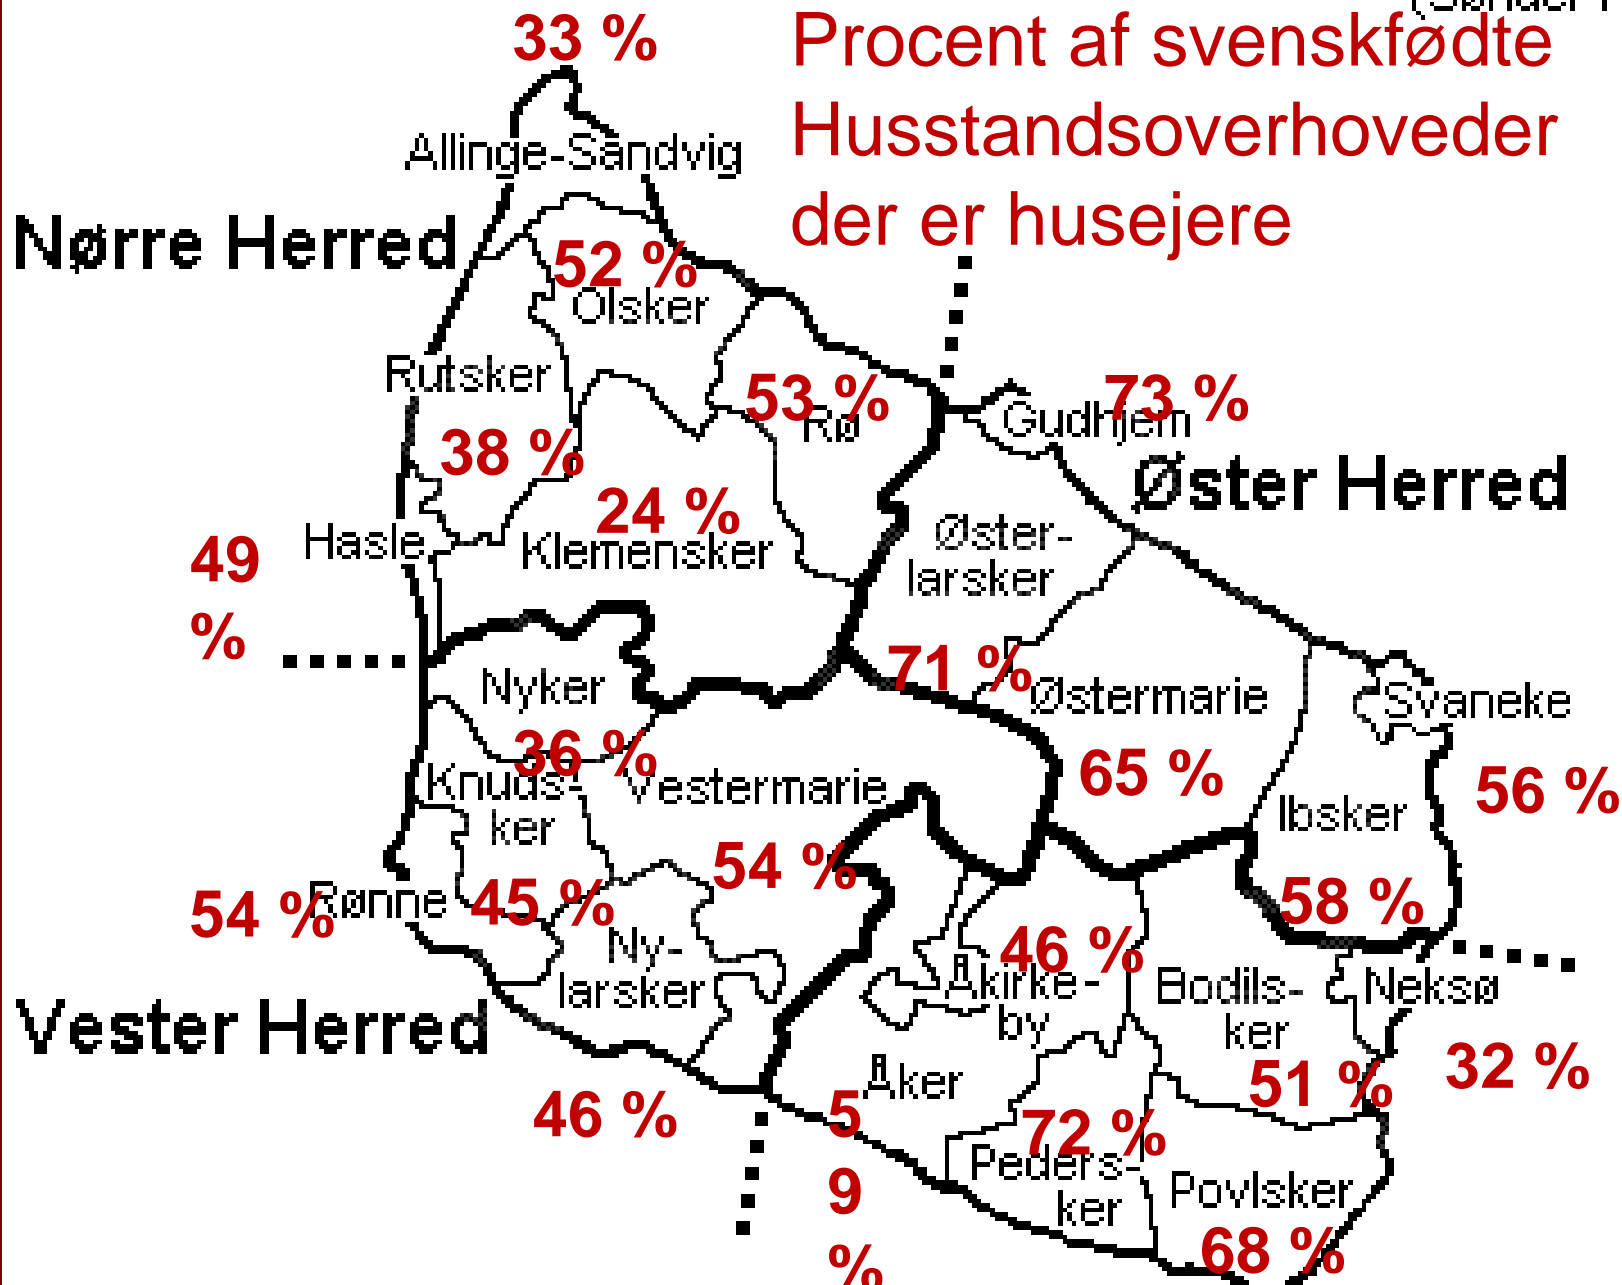 (Sønder
33 %
Procent af svenskfødte
Husstandsoverhoveder
der er husejere
Allinge-Sandvig
Nørre Herred
52 %
Olsker
Rutsker
53 %
Rø
73 %
Gudhjem
38 %
Øster Herred
24 %
Hasle
Klemensker
49
%
Øster-
larsker
71 %
Nyker
Østermarie
Svaneke
36 %
Knuds-
ker
Vestermarie
65 %
56 %
Ibsker
54 %
54 %
Rønne
45 %
58 %
Ny-
larsker
46 %
Åkirke-
by
Bodils-
ker
Neksø
Vester Herred
Åker
51 %
32 %
46 %
5
9
%
72 %
Peders-
ker
Povlsker
68 %